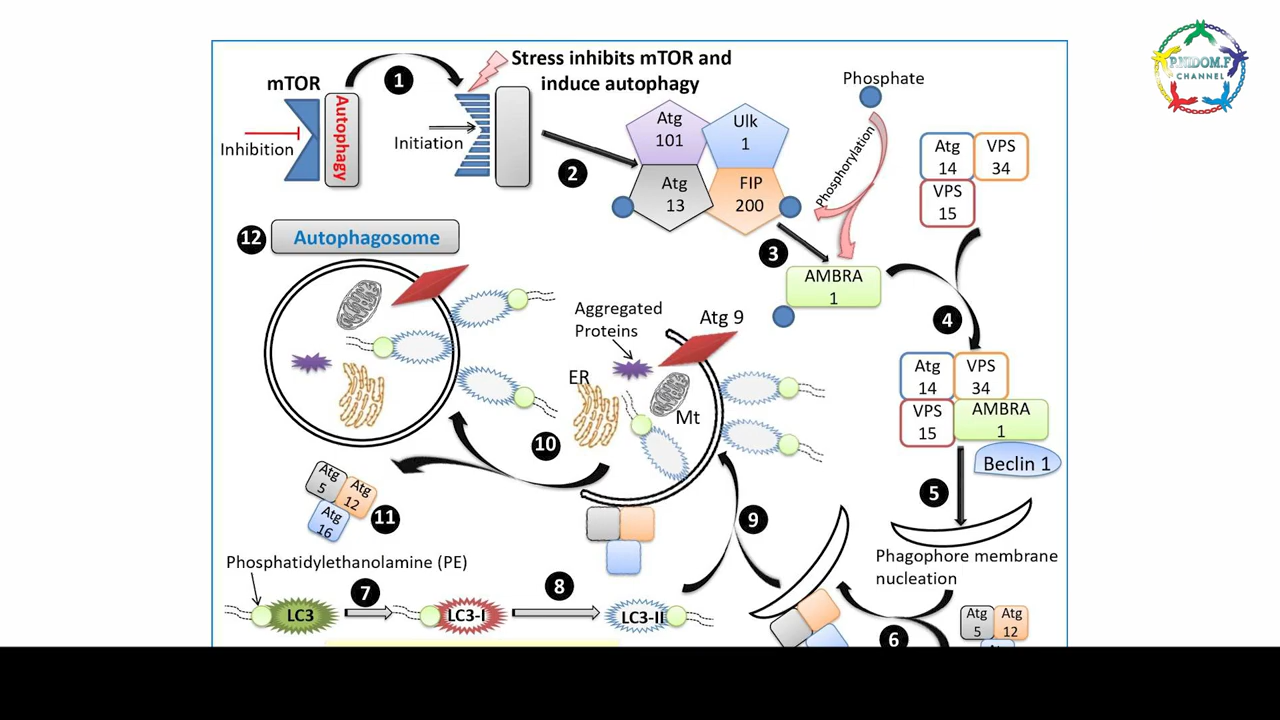 Stress inhibits mTOR and
induce autophagy
mTOR
1
Autophagy
Inhibition
Initiation
2
Atg
101
Ulk
1
Atg
13
FIP
200
Phosphate
Phosphorylation
3
AMBRA
1
Atg
14
VPS
34
VPS
15
4
Atg
14
VPS
34
VPS
15
AMBRA
1
Beclin 1
5
Phagophore membrane
nucleation
6
Atg
5
Atg
12
12
Autophagosome
Aggregated
Proteins
Atg 9
ER
Mt
10
9
11
Atg
5
Atg
12
Atg
16
Phosphatidylethanolamine (PE)
LC3
7
LC3-I
8
LC3-II
PNIDOM.F
CHANNEL